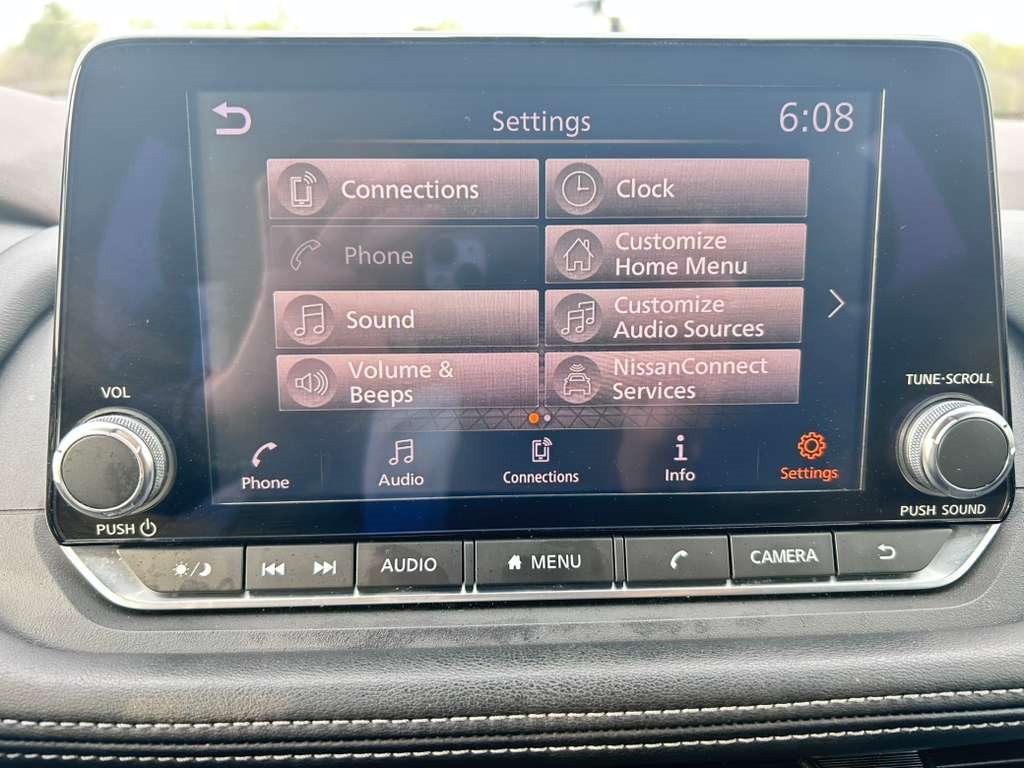 Settings
6:08
Connections
Clock
Phone
Customize
Home Menu
Sound
Customize
Audio Sources
Volume &
Beeps
NissanConnect
Services
VOL
TUNE·SCROLL
Phone
Audio
Connections
Info
Settings
PUSH
PUSH SOUND
AUDIO
MENU
CAMERA